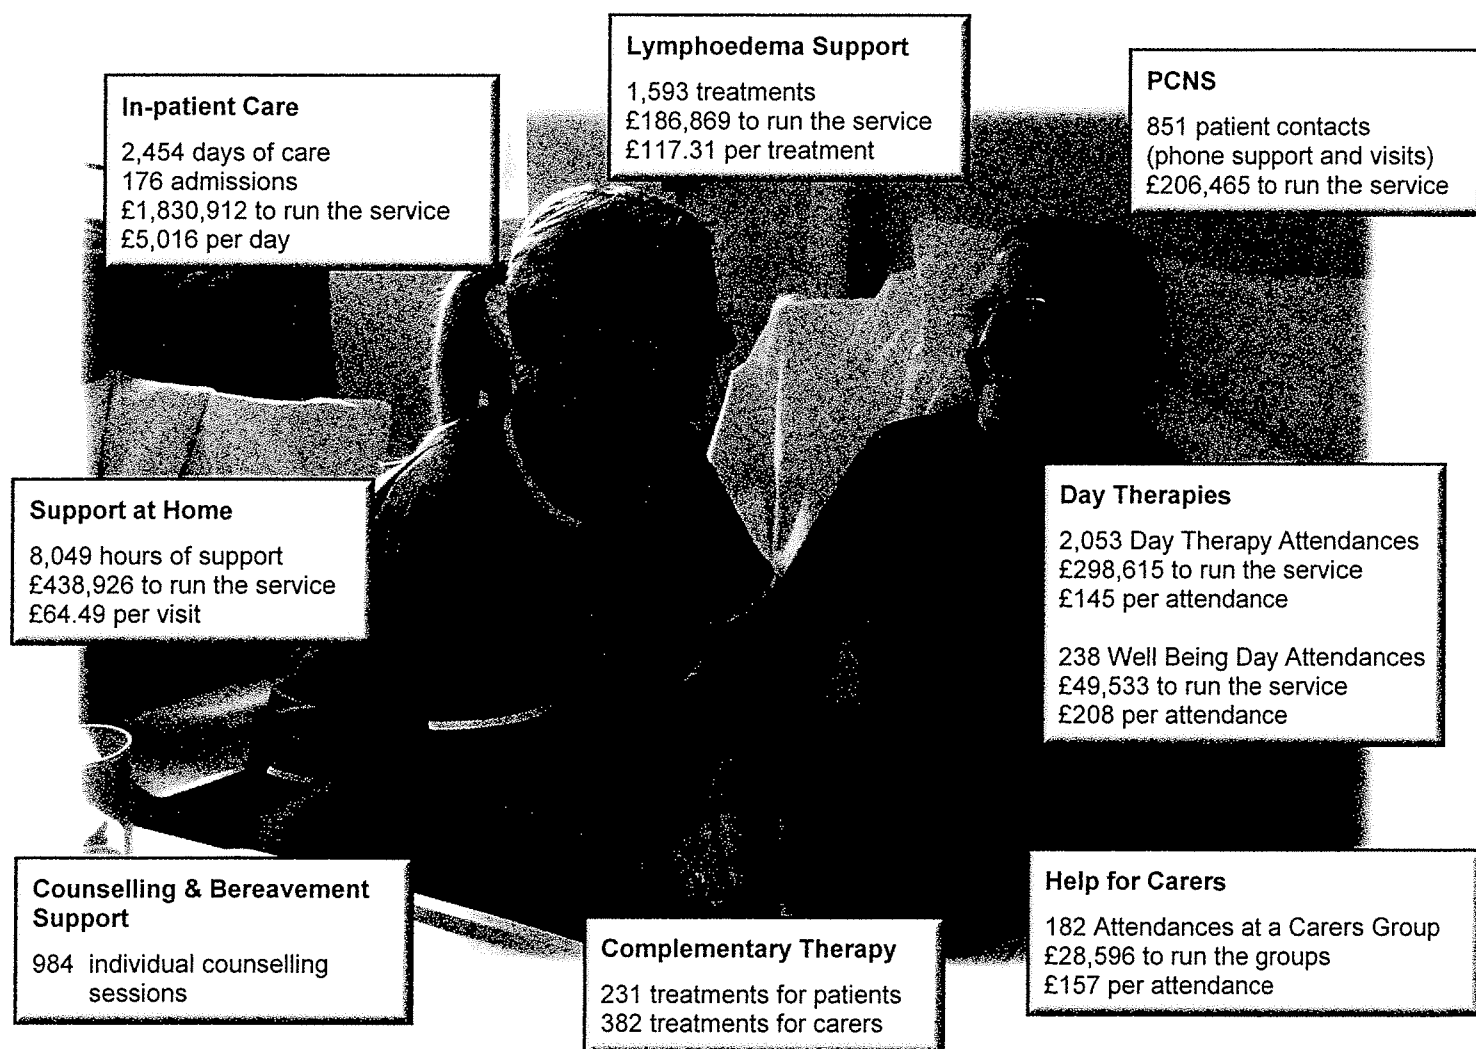 Lymphoedema Support
1,593 treatments
£186,869 to run the service
£117.31 per treatment
In-patient Care
2,454 days of care
176 admissions
£1,830,912 to run the service
£5,016 per day
PCNS
851 patient contacts
(phone support and visits)
£206,465 to run the service
Support at Home
8,049 hours of support
£438,926 to run the service
£64.49 per visit
Day Therapies
2,053 Day Therapy Attendances
£298,615 to run the service
£145 per attendance
238 Well Being Day Attendances
£49,533 to run the service
£208 per attendance
Counselling & Bereavement
Support
984 individual counselling
sessions
Complementary Therapy
231 treatments for patients
382 treatments for carers
Help for Carers
182 Attendances at a Carers Group
£28,596 to run the groups
£157 per attendance